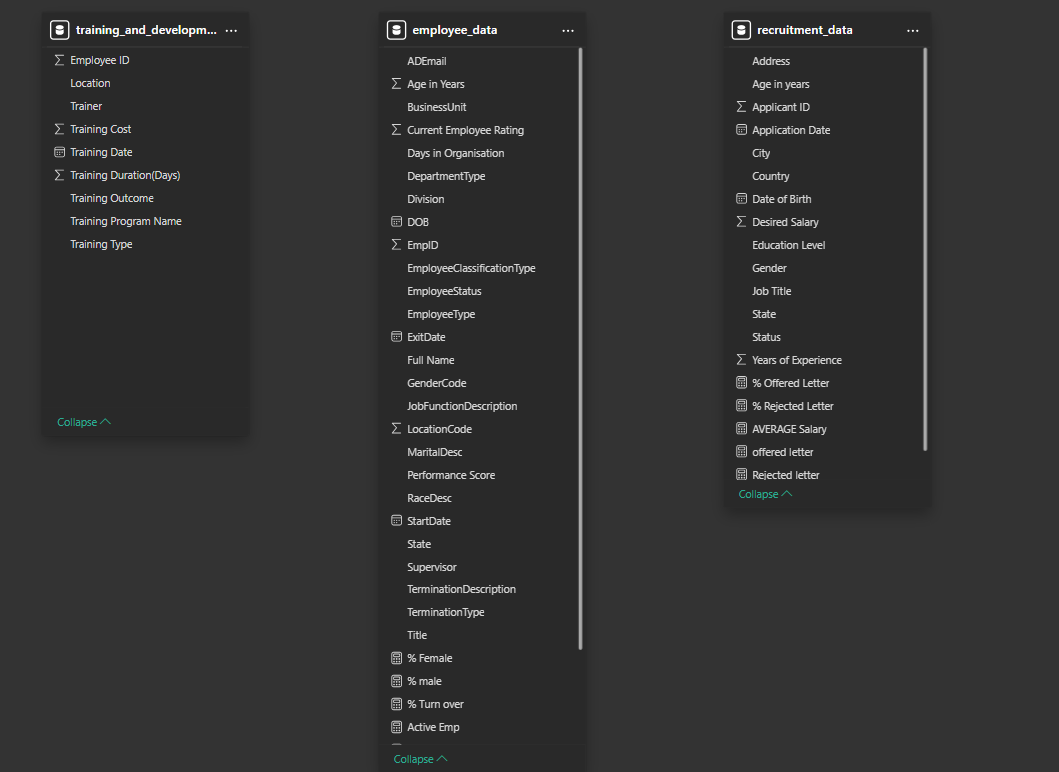 training_and_developm... ...
Employee ID
Location
Trainer
Training Cost
Training Date
Training Duration(Days)
Training Outcome
Training Program Name
Training Type
Collapse
employee_data ...
ADEmail
Age in Years
BusinessUnit
Current Employee Rating
Days in Organisation
DepartmentType
Division
DOB
EmpID
EmployeeClassificationType
EmployeeStatus
EmployeeType
ExitDate
Full Name
GenderCode
JobFunctionDescription
LocationCode
MaritalDesc
Performance Score
RaceDesc
StartDate
State
Supervisor
TerminationDescription
TerminationType
Title
% Female
% male
% Turn over
Active Emp
Collapse
recruitment_data ...
Address
Age in years
Applicant ID
Application Date
City
Country
Date of Birth
Desired Salary
Education Level
Gender
Job Title
State
Status
Years of Experience
% Offered Letter
% Rejected Letter
AVERAGE Salary
offered letter
Rejected letter
Collapse